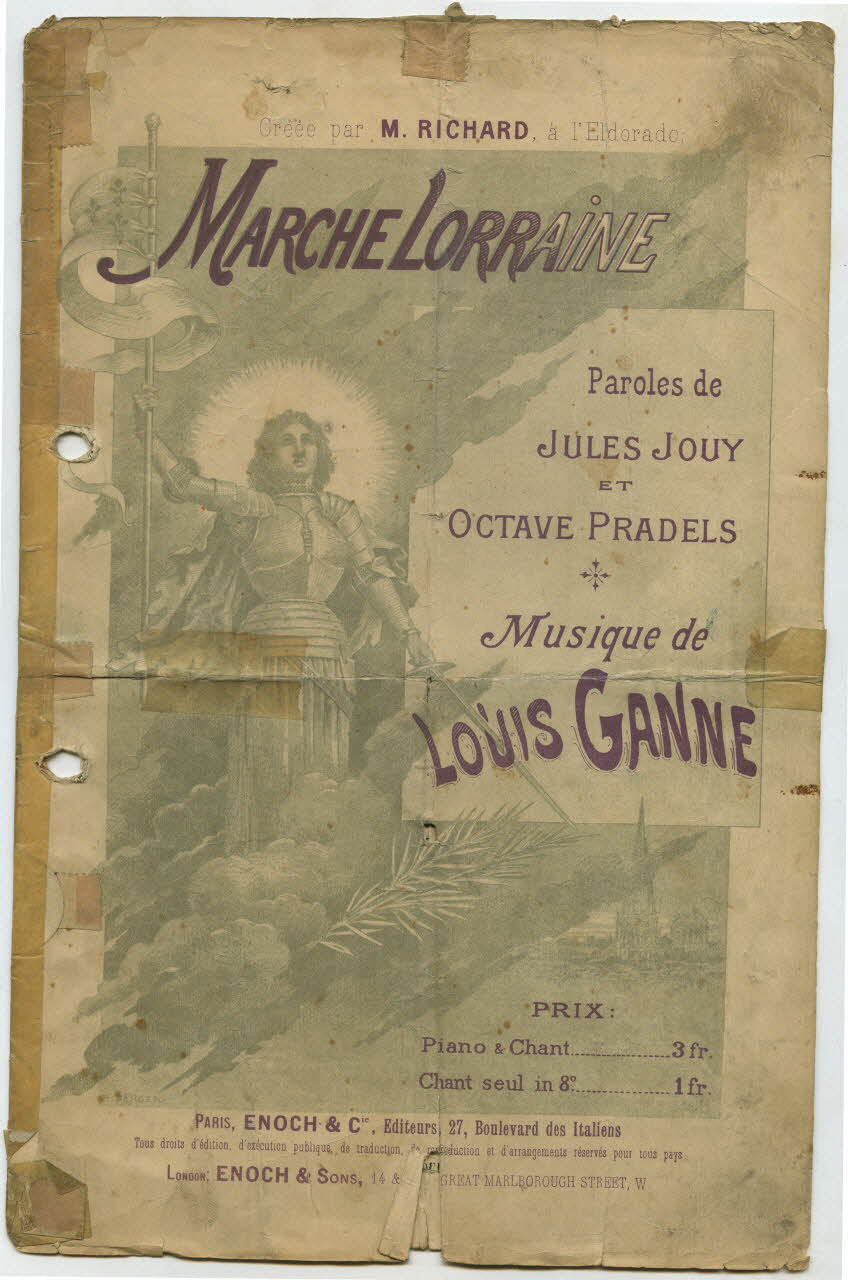 Créée par M. RICHARD, à l'Eldorado;
MARCHE LORRAINE
Paroles de
JULES JOUY
ET
OCTAVE PRADELS
Musique de
LOUIS GANNE
PRIX:
Piano & Chant....................3 fr.
Chant seul in 8º....................1 fr.
PARIS, ENOCH & Cie, Editeurs, 27, Boulevard des Italiens
Tous droits d'édition, d'exécution publique, de traduction, de reproduction et d'arrangements réservés pour tous pays
LONDON, ENOCH & SONS, 14 & GREAT MARLBOROUGH STREET, W